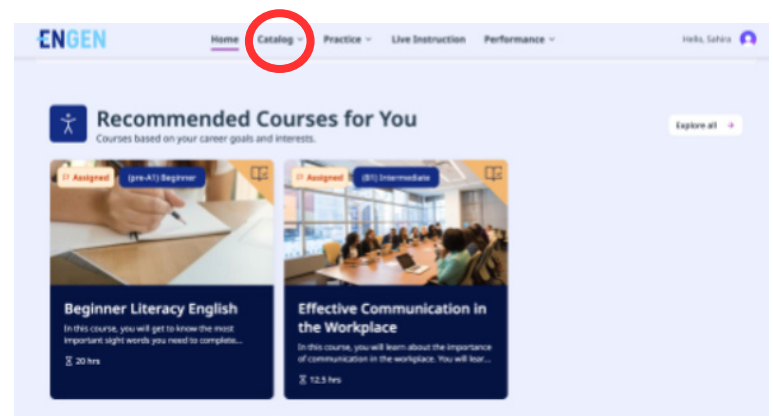 ENGEN
Home Catalog Practice Live Instruction Performance Hello, Sahira
Recommended Courses for You
Courses based on your career goals and interests.
Explore all →
Assigned (pre-A1) Beginner
Assigned (B1) Intermediate
Beginner Literacy English
In this course, you will get to know the most
important sight words you need to complete...
20 hrs
Effective Communication in
the Workplace
In this course, you will learn about the importance
of communication in the workplace. You will lear...
12.5 hrs